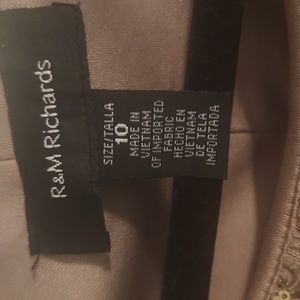 R&M Richards
SIZE/TALLA
10
MADE IN
VIETNAM
OF IMPORTED
FABRIC
HECHO EN
VIETNAM
DE TELA
IMPORTADA